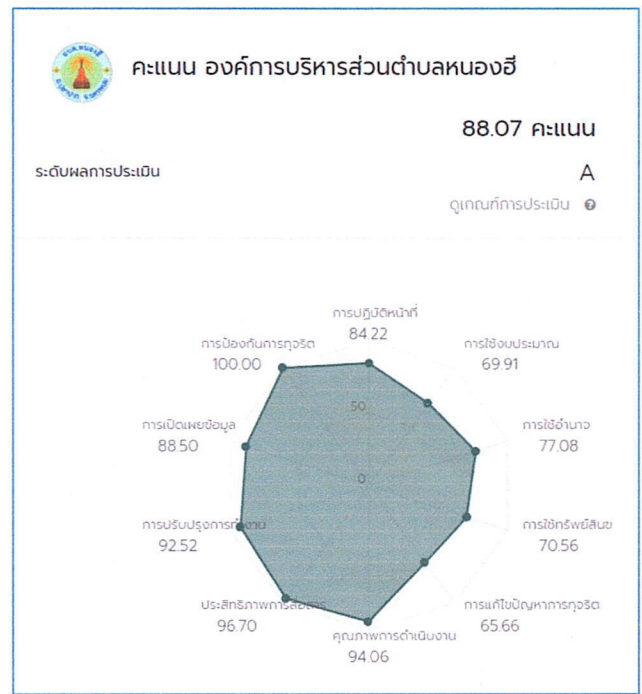 คะแนน องค์การบริหารส่วนตำบลหนองฮี
88.07 คะแนน
ระดับผลการประเมิน
A
ดูเกณฑ์การประเมิน
การปฏิบัติหน้าที่
84.22
การป้องกันการทุจริต
100.00
การใช้งบประมาณ
69.91
50
การเปิดเผยข้อมูล
88.50
การใช้อำนาจ
77.08
0
การปรับปรุงการทำงาน
92.52
การใช้ทรัพย์สินข
70.56
ประสิทธิภาพการสื่อสาร
96.70
การแก้ไขปัญหาการทุจริต
65.66
คุณภาพการดำเนินงาน
94.06